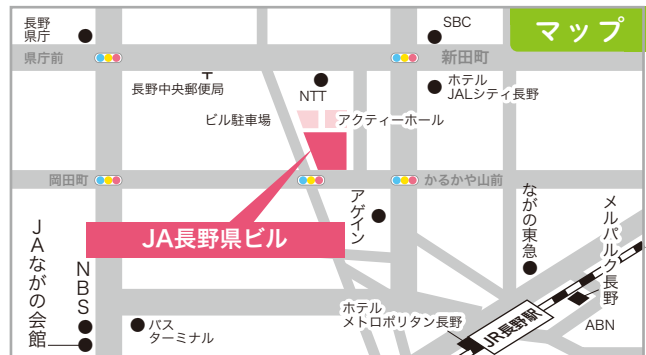 マップ
長野
県庁
SBC
県庁前
新田町
長野中央郵便局
NTT
ホテル
JALシティ長野
ビル駐車場
アクティーホール
岡田町
かるかや山前
アゲイン
ながの東急
メルパルク長野
JA長野県ビル
JAながの会館
NBS
バス
ターミナル
ホテル
メトロポリタン長野
JR長野駅
ABN